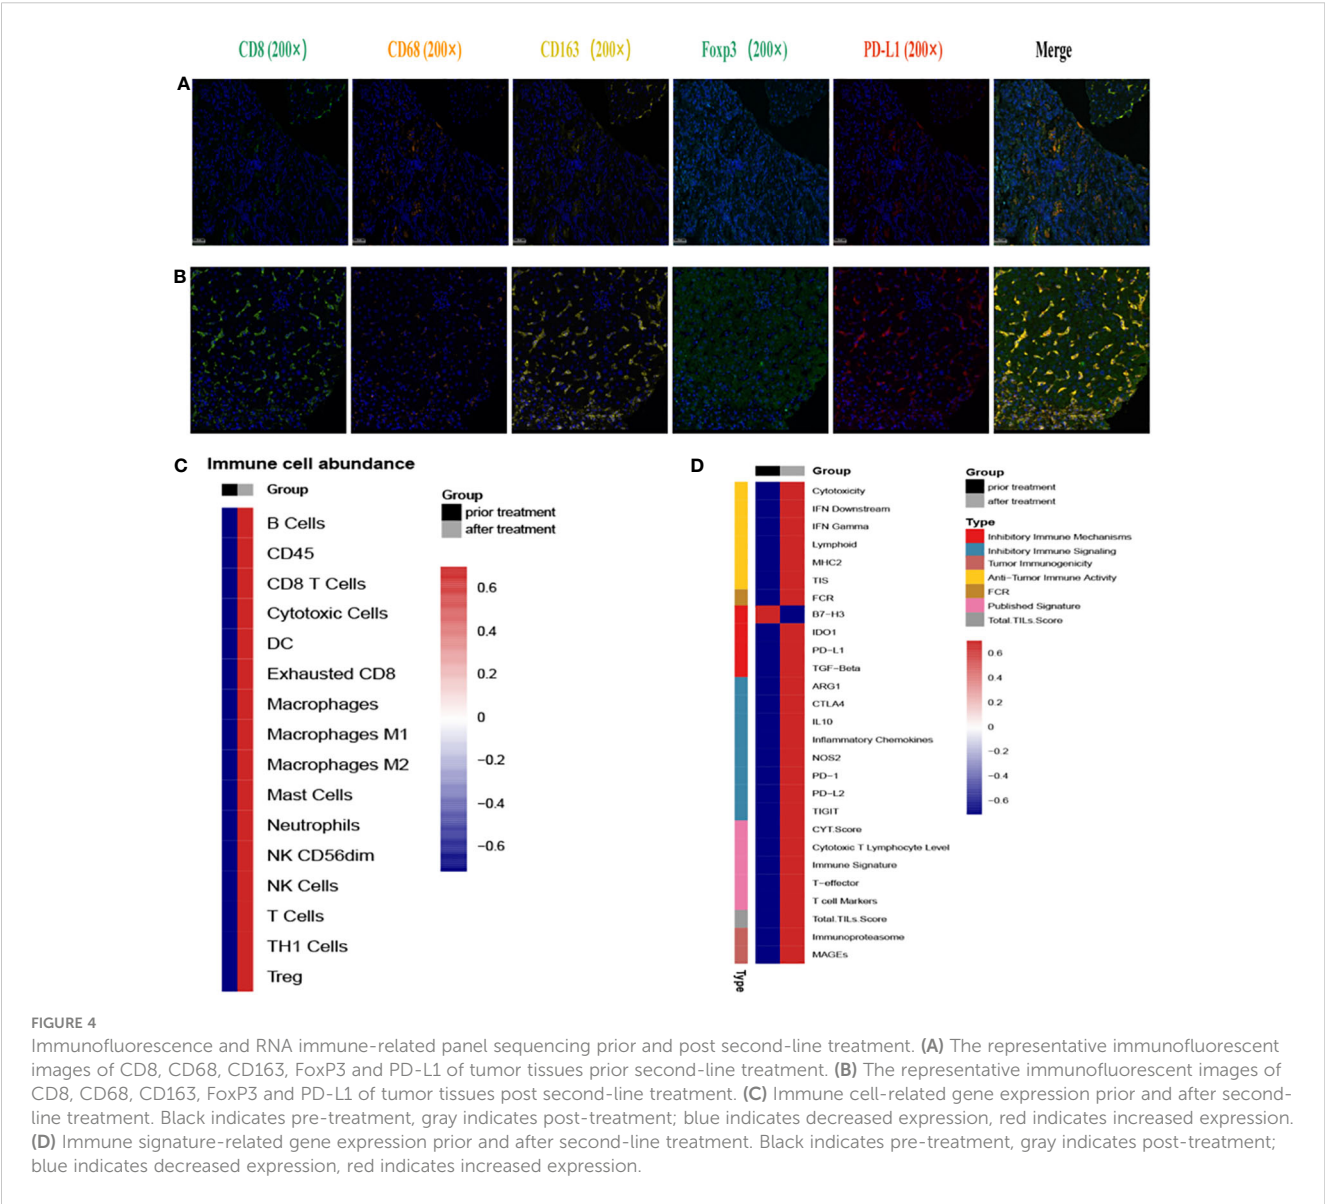 CD8 (200×) CD68 (200×) CD163 (200×) Foxp3 (200×) PD-L1 (200×) Merge
A
B
C Immune cell abundance
Group
B Cells
CD45
CD8 T Cells
Cytotoxic Cells
DC
Exhausted CD8
Macrophages
Macrophages M1
Macrophages M2
Mast Cells
Neutrophils
NK CD56dim
NK Cells
T Cells
TH1 Cells
Treg
Group
prior treatment
after treatment
0.6
0.4
0.2
0
−0.2
−0.4
−0.6
D
Group
Cytotoxicity
IFN Downstream
IFN Gamma
Lymphoid
MHC2
TIS
FCR
B7−H3
IDO1
PD−L1
TGF−Beta
ARG1
CTLA4
IL10
Inflammatory Chemokines
NOS2
PD−1
PD−L2
TIGIT
CYT.Score
Cytotoxic T Lymphocyte Level
Immune Signature
T−effector
T cell Markers
Total.TILs.Score
Immunoproteasome
MAGEs
Type
Group
prior treatment
after treatment
Type
Inhibitory Immune Mechanisms
Inhibitory Immune Signaling
Tumor Immunogenicity
Anti−Tumor Immune Activity
FCR
Published Signature
Total.TILs.Score
0.6
0.4
0.2
0
−0.2
−0.4
−0.6
FIGURE 4
Immunofluorescence and RNA immune-related panel sequencing prior and post second-line treatment. (A) The representative immunofluorescent
images of CD8, CD68, CD163, FoxP3 and PD-L1 of tumor tissues prior second-line treatment. (B) The representative immunofluorescent images of
CD8, CD68, CD163, FoxP3 and PD-L1 of tumor tissues post second-line treatment. (C) Immune cell-related gene expression prior and after second-
line treatment. Black indicates pre-treatment, gray indicates post-treatment; blue indicates decreased expression, red indicates increased expression.
(D) Immune signature-related gene expression prior and after second-line treatment. Black indicates pre-treatment, gray indicates post-treatment;
blue indicates decreased expression, red indicates increased expression.